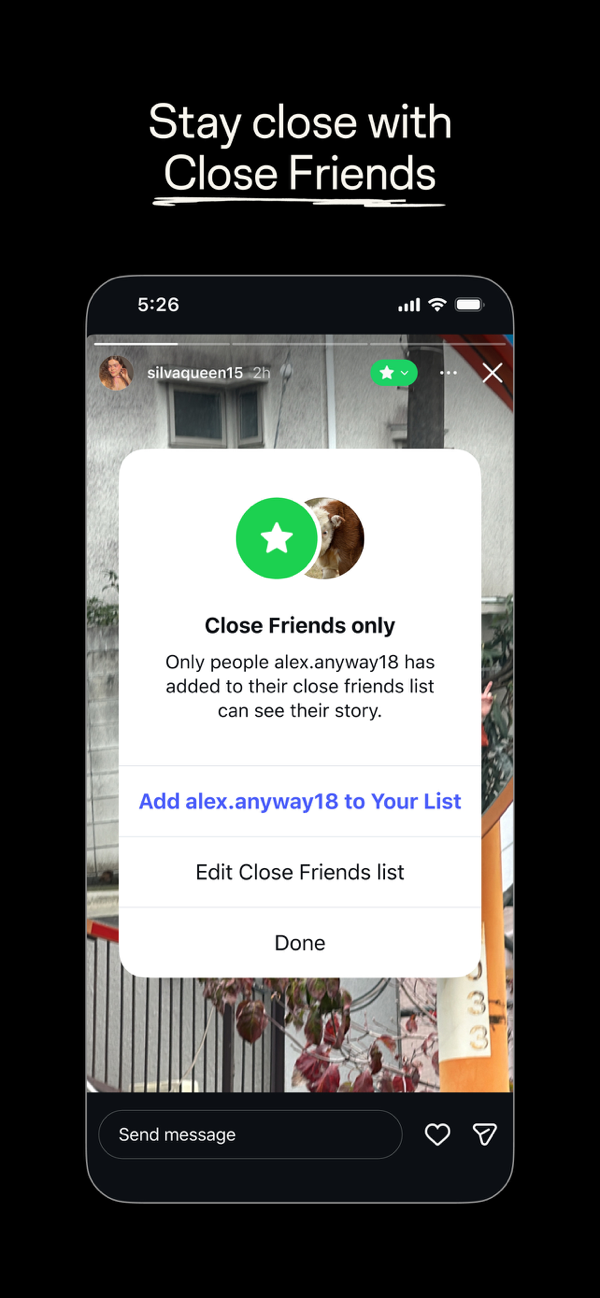 Stay close with
Close Friends
5:26
silvaqueen15 2h
Close Friends only
Only people alex.anyway18 has
added to their close friends list
can see their story.
Add alex.anyway18 to Your List
Edit Close Friends list
Done
Send message